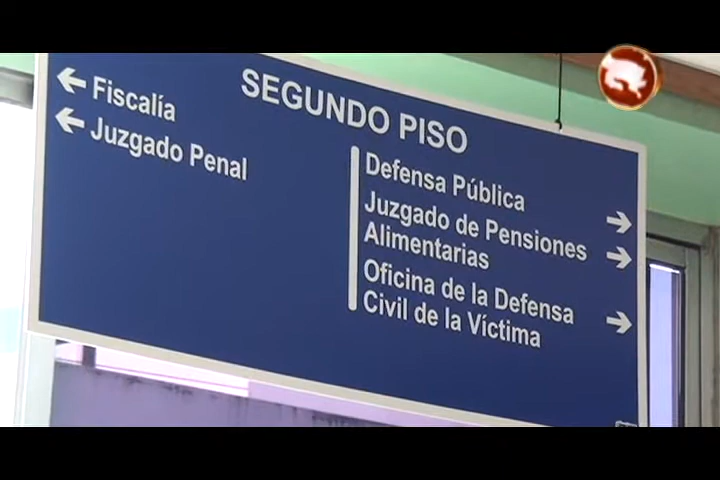 SEGUNDO PISO
Fiscalía
Juzgado Penal
Defensa Pública
Juzgado de Pensiones
Alimentarias
Oficina de la Defensa
Civil de la Víctima